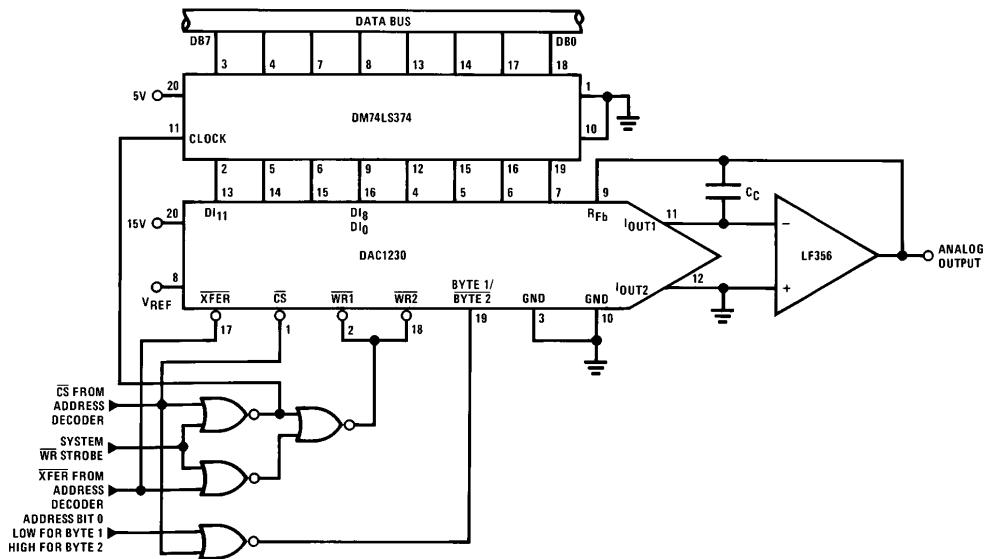 DATA BUS
DB7 DB0
3 4 7 8 13 14 17 18
5V 20 1
11 CLOCK DM74LS374 10
2 5 6 9 12 15 16 19
13 14 15 16 4 5 6 7 9
DI11 DI8 RFb
DI0
15V 20 IOUT1 11 CC
DAC1230 − LF356 ANALOG
OUTPUT
+
VREF 8 IOUT2 12
XFER CS WR1 WR2 BYTE 1/
BYTE 2 GND GND
17 1 2 18 19 3 10
CS FROM
ADDRESS
DECODER
SYSTEM
WR STROBE
XFER FROM
ADDRESS
DECODER
ADDRESS BIT 0
LOW FOR BYTE 1
HIGH FOR BYTE 2